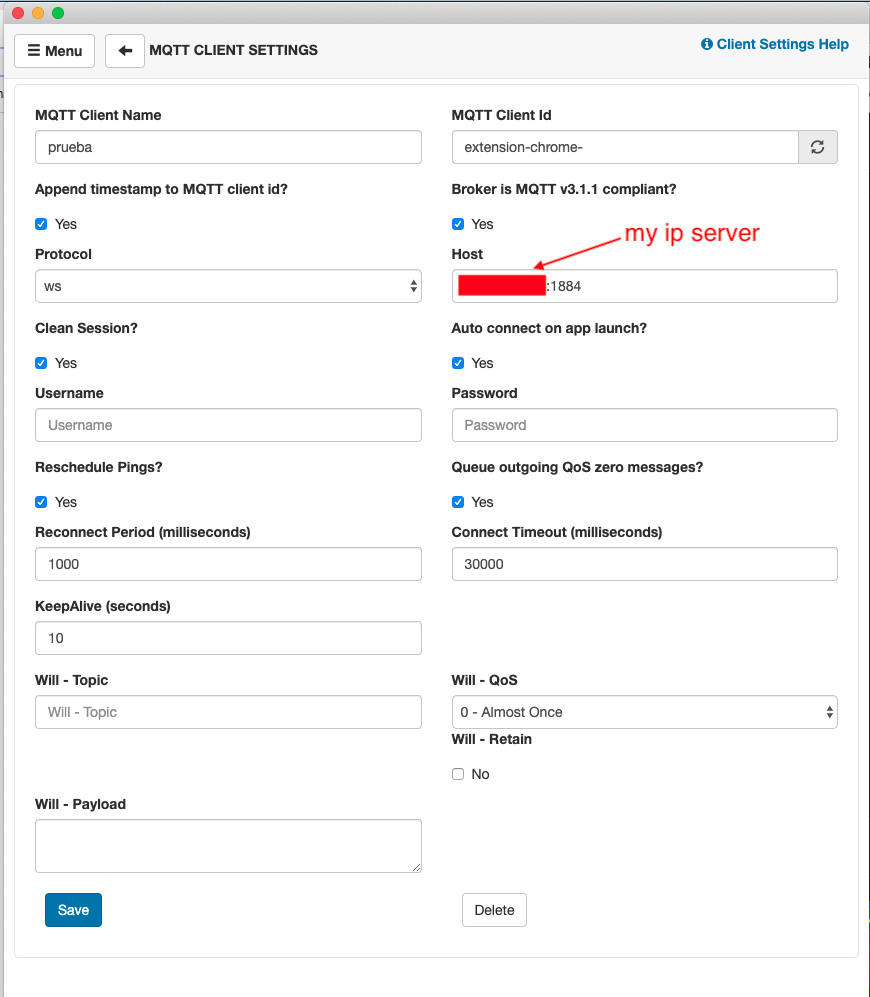 Menu
MQTT CLIENT SETTINGS
Client Settings Help
MQTT Client Name
MQTT Client Id
prueba
extension-chrome-
Append timestamp to MQTT client id?
Broker is MQTT v3.1.1 compliant?
Yes
Yes
my ip server
Protocol
Host
ws
:1884
Clean Session?
Auto connect on app launch?
Yes
Yes
Username
Password
Username
Password
Reschedule Pings?
Queue outgoing QoS zero messages?
Yes
Yes
Reconnect Period (milliseconds)
Connect Timeout (milliseconds)
1000
30000
KeepAlive (seconds)
10
Will - Topic
Will - QoS
Will - Topic
0 - Almost Once
Will - Retain
No
Will - Payload
Save
Delete